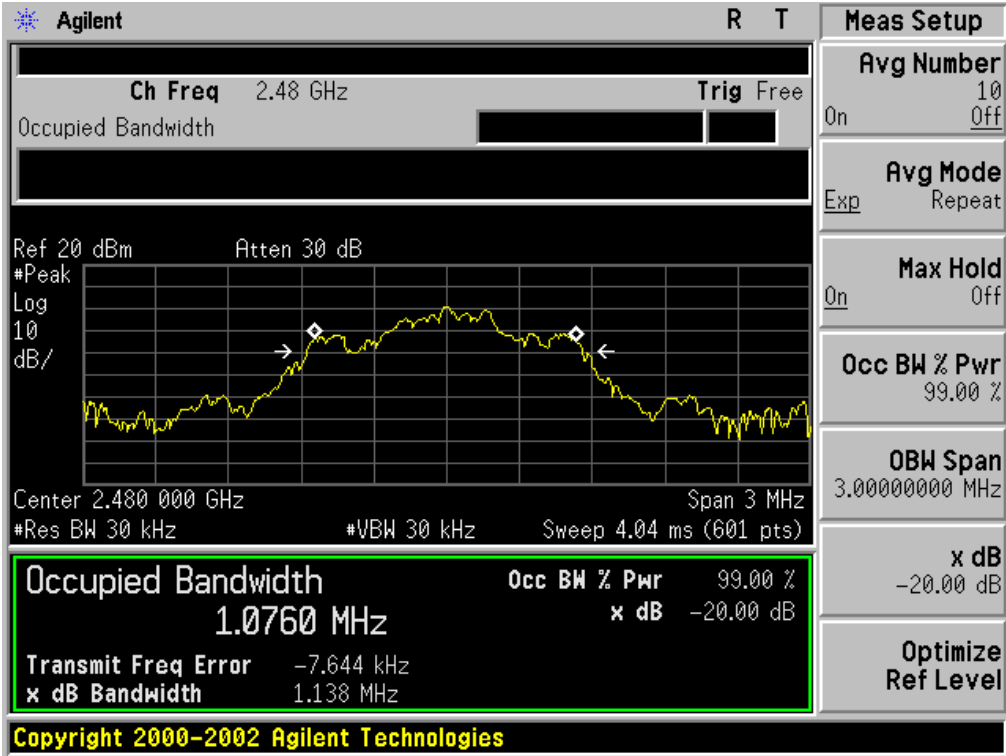 Agilent R T Meas Setup
Ch Freq 2.48 GHz Trig Free
Occupied Bandwidth
Avg Number
10
On Off
Avg Mode
Exp Repeat
Max Hold
On Off
Occ BW % Pwr
99.00 %
OBW Span
3.00000000 MHz
x dB
-20.00 dB
Optimize
Ref Level
Ref 20 dBm Atten 30 dB
#Peak
Log
10
dB/
Center 2.480 000 GHz Span 3 MHz
#Res BW 30 kHz #VBW 30 kHz Sweep 4.04 ms (601 pts)
Occupied Bandwidth Occ BW % Pwr 99.00 %
1.0760 MHz x dB -20.00 dB
Transmit Freq Error -7.644 kHz
x dB Bandwidth 1.138 MHz
Copyright 2000-2002 Agilent Technologies